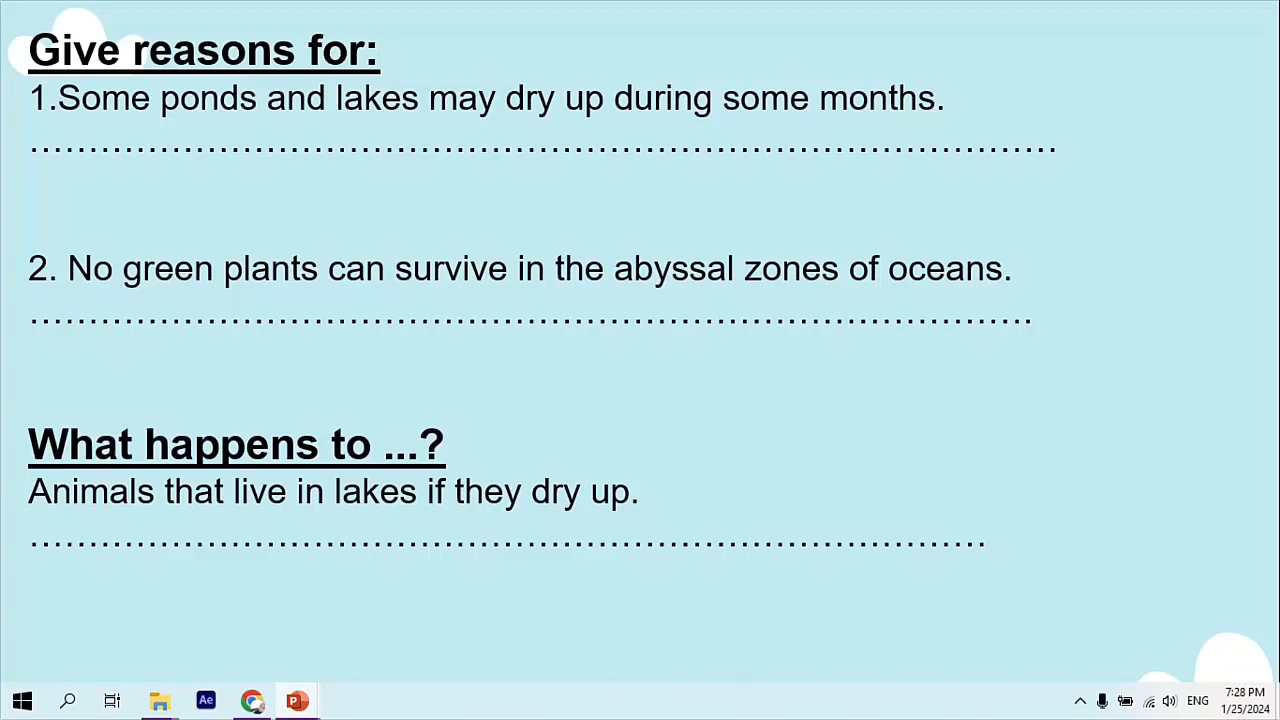 Give reasons for:
1.Some ponds and lakes may dry up during some months.
………………………………………………………………………………
2. No green plants can survive in the abyssal zones of oceans.
…………………………………………………………………………….
What happens to ...?
Animals that live in lakes if they dry up.
…………………………………………………………………………
Ae
P
ENG
7:28 PM
1/25/2024